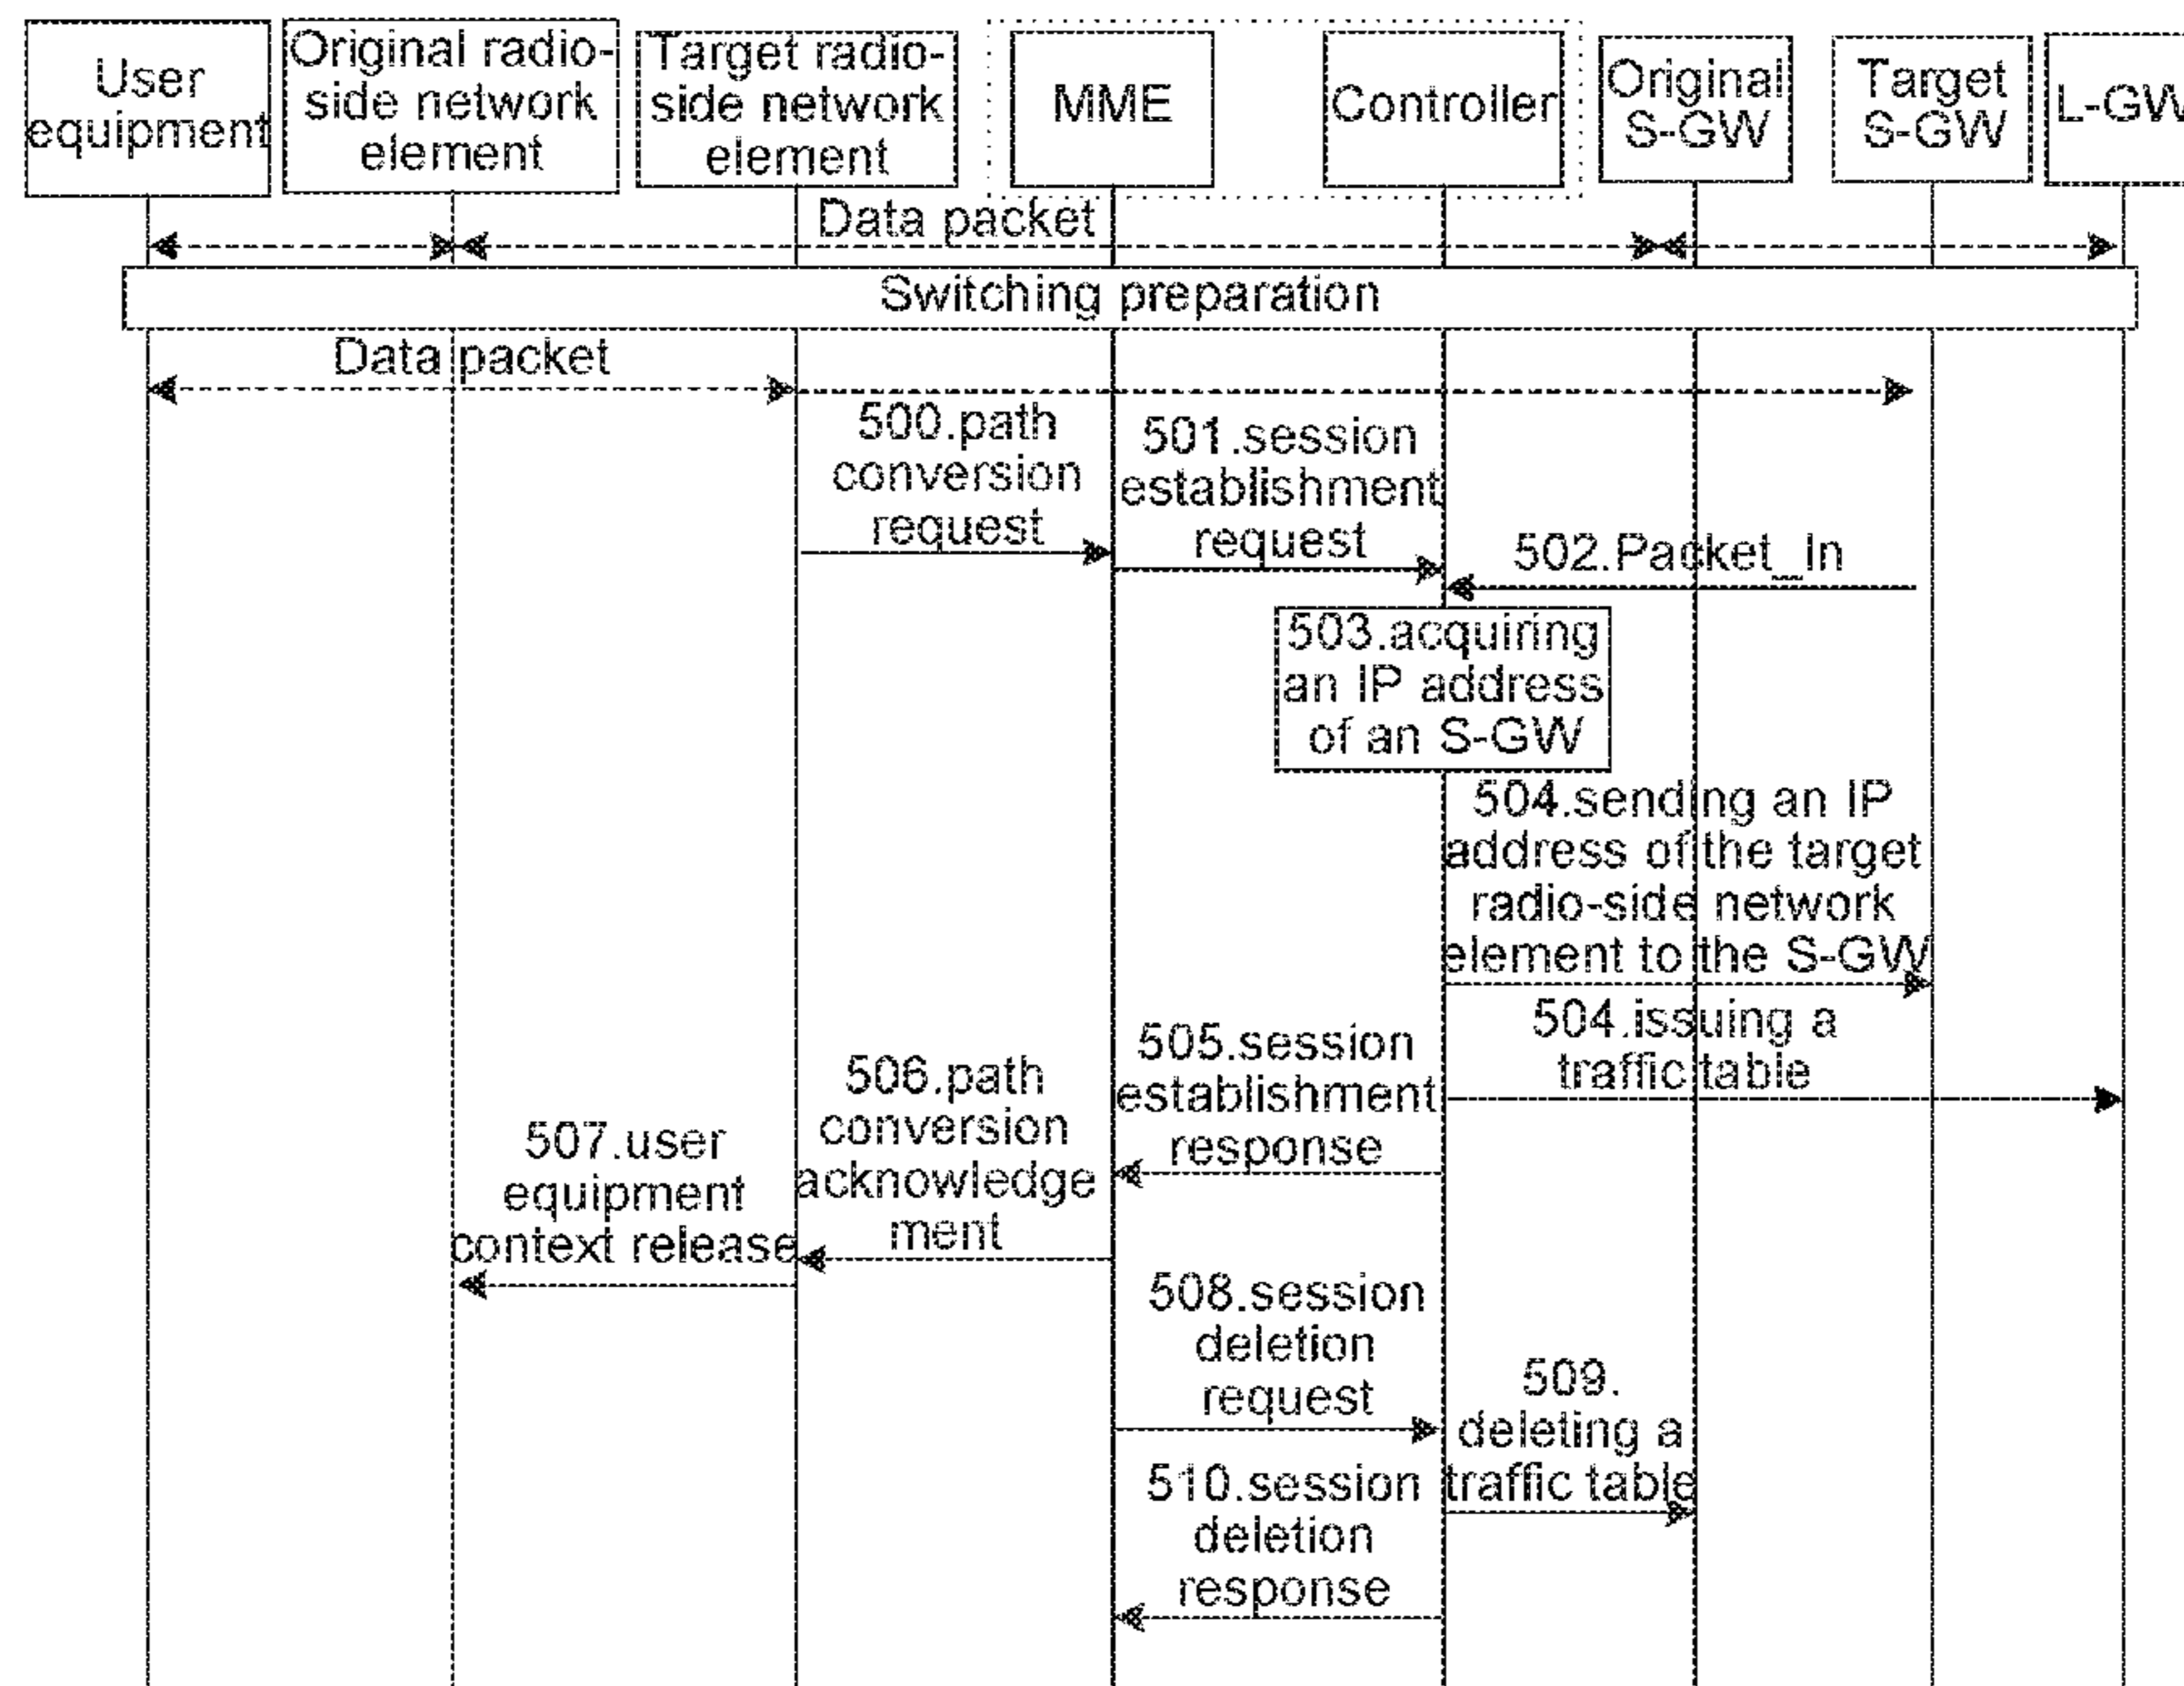 User
equipment
Original radio-
side network
element
Target radio-
side network
element
MME
Controller
Original
S-GW
Target
S-GW
L-GW
Data packet
Switching preparation
Data packet
500.path
conversion
request
501.session
establishment
request
502.Packet_In
503.acquiring
an IP address
of an S-GW
504.sending an IP
address of the target
radio-side network
element to the S-GW
504.issuing a
traffic table
505.session
establishment
response
506.path
conversion
acknowledge
ment
507.user
equipment
context release
508.session
deletion
request
509.
deleting a
traffic table
510.session
deletion
response